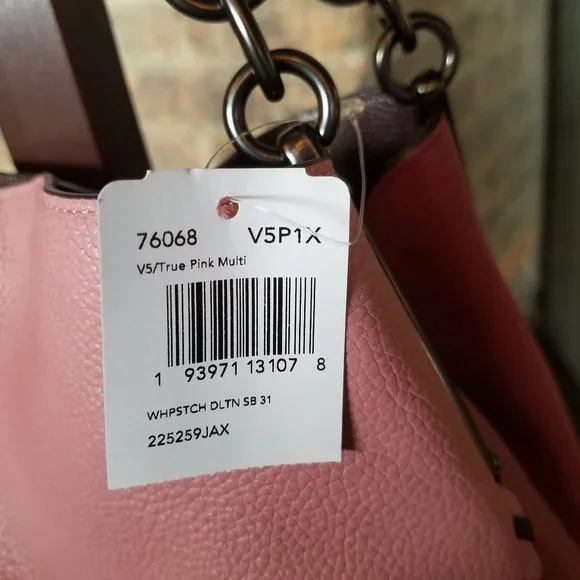 76068 V5P1X
V5/True Pink Multi
1 93971 13107 8
WHPSTCH DLTN SB 31
225259JAX